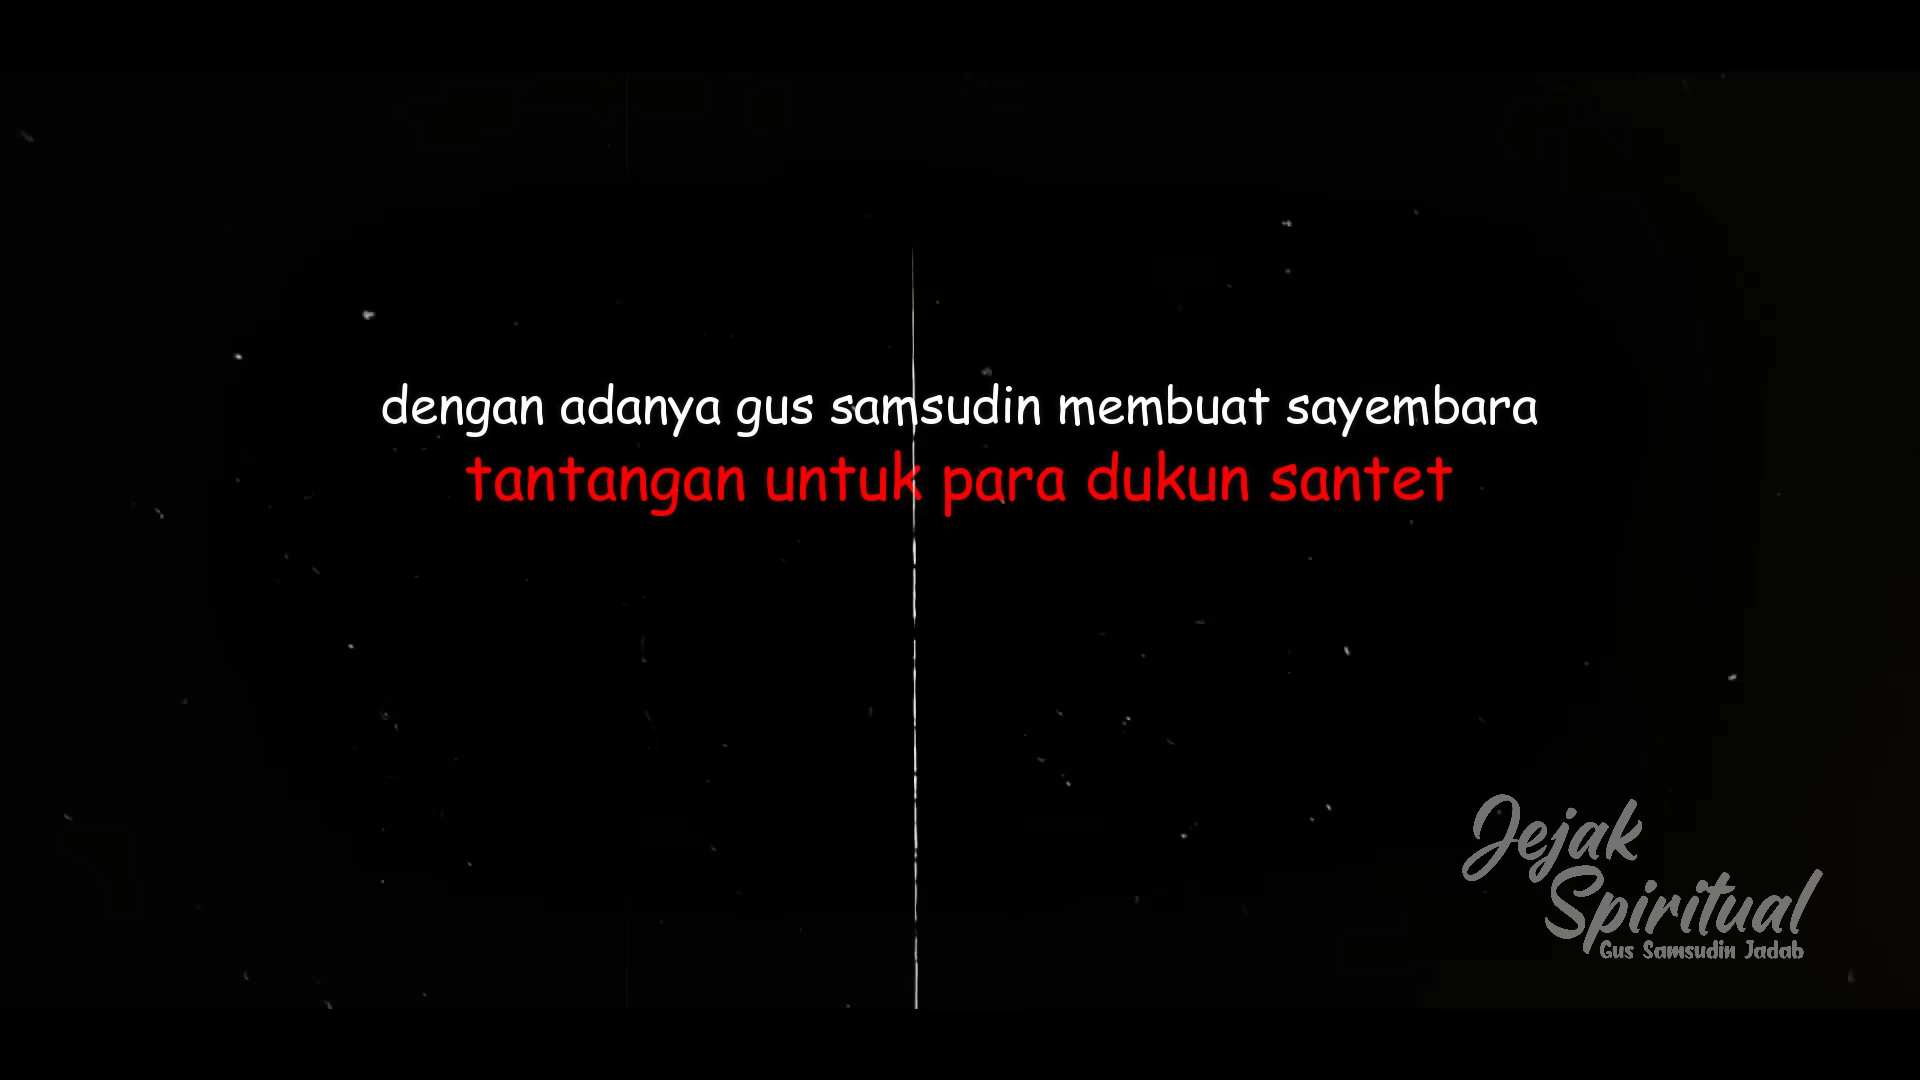 dengan adanya gus samsudin membuat sayembara
tantangan untuk para dukun santet
Jejak
Spiritual
Gus Samsudin Jadab